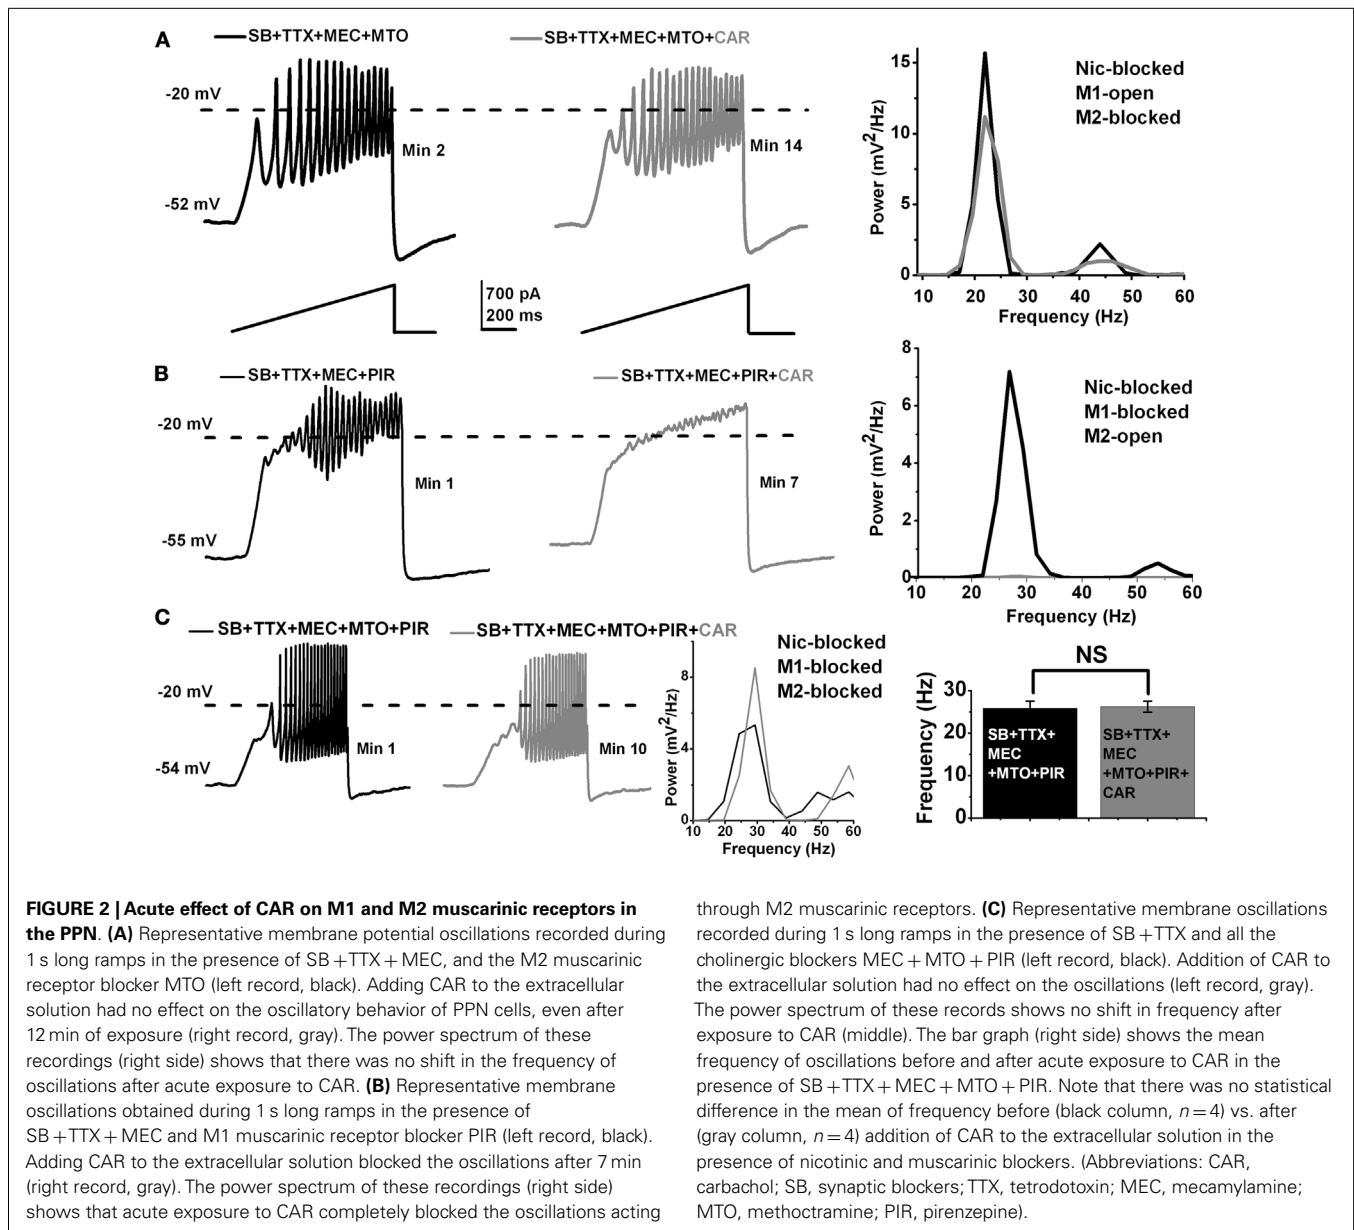 A
SB+TTX+MEC+MTO
SB+TTX+MEC+MTO+CAR
-20 mV
Min 2
Min 14
-52 mV
700 pA
200 ms
Nic-blocked
M1-open
M2-blocked
Power (mV²/Hz)
15
10
5
0
10 20 30 40 50 60
Frequency (Hz)
B
SB+TTX+MEC+PIR
SB+TTX+MEC+PIR+CAR
-20 mV
Min 1
Min 7
-55 mV
Nic-blocked
M1-blocked
M2-open
Power (mV²/Hz)
8
6
4
2
0
10 20 30 40 50 60
Frequency (Hz)
C
SB+TTX+MEC+MTO+PIR
SB+TTX+MEC+MTO+PIR+CAR
-20 mV
Min 1
Min 10
-54 mV
Nic-blocked
M1-blocked
M2-blocked
Power (mV²/Hz)
8
4
0
10 20 30 40 50 60
Frequency (Hz)
NS
Frequency (Hz)
30
20
10
0
SB+TTX+
MEC
+MTO+PIR
SB+TTX+
MEC
+MTO+PIR+
CAR
FIGURE 2 | Acute effect of CAR on M1 and M2 muscarinic receptors in
the PPN. (A) Representative membrane potential oscillations recorded during
1 s long ramps in the presence of SB + TTX + MEC, and the M2 muscarinic
receptor blocker MTO (left record, black). Adding CAR to the extracellular
solution had no effect on the oscillatory behavior of PPN cells, even after
12 min of exposure (right record, gray). The power spectrum of these
recordings (right side) shows that there was no shift in the frequency of
oscillations after acute exposure to CAR. (B) Representative membrane
oscillations obtained during 1 s long ramps in the presence of
SB + TTX + MEC and M1 muscarinic receptor blocker PIR (left record, black).
Adding CAR to the extracellular solution blocked the oscillations after 7 min
(right record, gray). The power spectrum of these recordings (right side)
shows that acute exposure to CAR completely blocked the oscillations acting
through M2 muscarinic receptors. (C) Representative membrane oscillations
recorded during 1 s long ramps in the presence of SB + TTX and all the
cholinergic blockers MEC + MTO + PIR (left record, black). Addition of CAR to
the extracellular solution had no effect on the oscillations (left record, gray).
The power spectrum of these records shows no shift in frequency after
exposure to CAR (middle). The bar graph (right side) shows the mean
frequency of oscillations before and after acute exposure to CAR in the
presence of SB + TTX + MEC + MTO + PIR. Note that there was no statistical
difference in the mean of frequency before (black column, n = 4) vs. after
(gray column, n = 4) addition of CAR to the extracellular solution in the
presence of nicotinic and muscarinic blockers. (Abbreviations: CAR,
carbachol; SB, synaptic blockers; TTX, tetrodotoxin; MEC, mecamylamine;
MTO, methoctramine; PIR, pirenzepine).